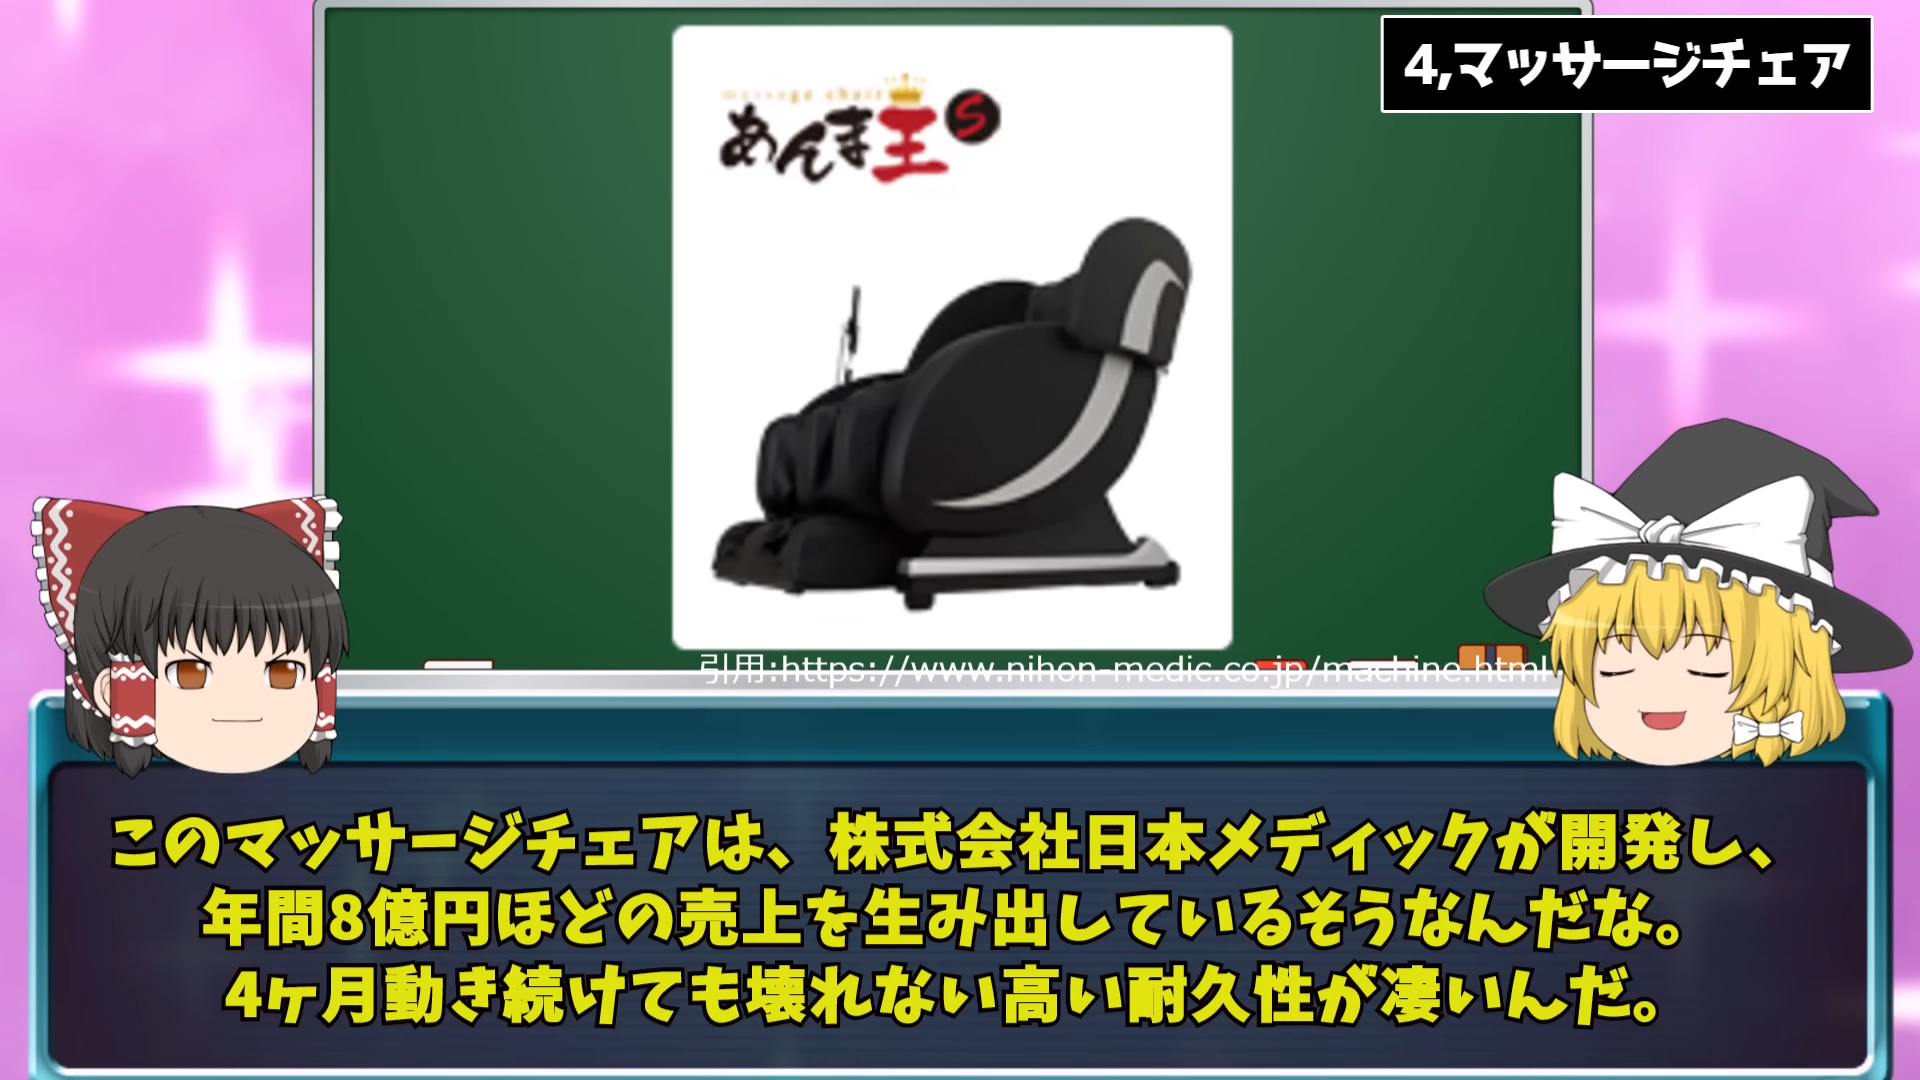 4,マッサージチェア
massage chair
あんま王S
引用:https://www.nihon-medic.co.jp/machine.html
このマッサージチェアは、株式会社日本メディックが開発し、
年間8億円ほどの売上を生み出しているそうなんだな。
4ヶ月動き続けても壊れない高い耐久性が凄いんだ。